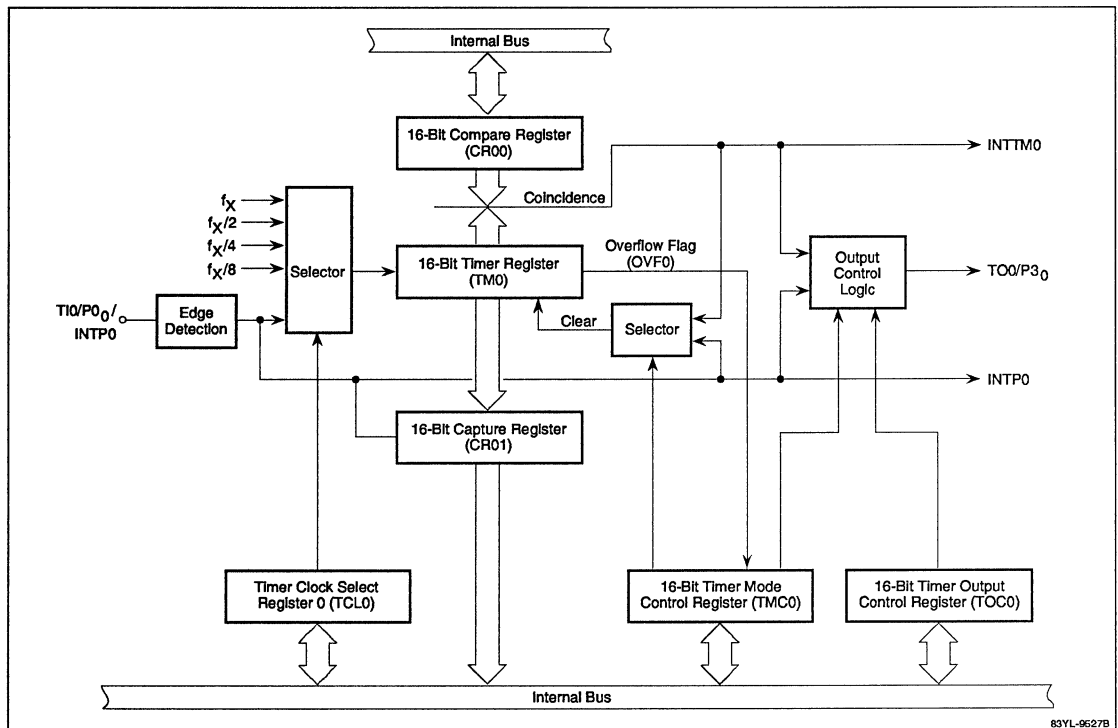 Internal Bus
16-Bit Compare Register
(CR00)
INTTM0
Coincidence
fX
fX/2
fX/4
fX/8
Selector
16-Bit Timer Register
(TM0)
Overflow Flag
(OVF0)
Output
Control
Logic
TO0/P30
TI0/P00/
INTP0
Edge
Detection
Clear
Selector
INTP0
16-Bit Capture Register
(CR01)
Timer Clock Select
Register 0 (TCL0)
16-Bit Timer Mode
Control Register (TMC0)
16-Bit Timer Output
Control Register (TOC0)
Internal Bus
83YL-9527B